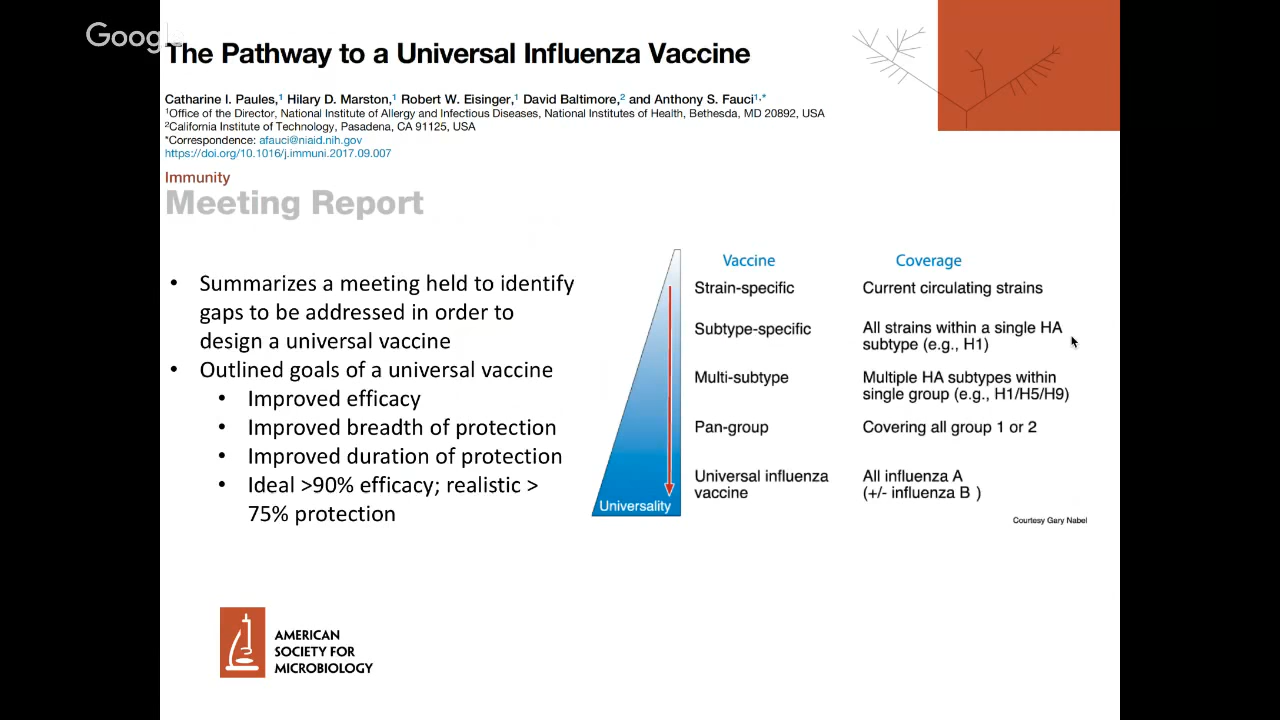 Google
The Pathway to a Universal Influenza Vaccine
Catharine I. Paules,¹ Hilary D. Marston,¹ Robert W. Eisinger,¹ David Baltimore,² and Anthony S. Fauci¹,*
¹Office of the Director, National Institute of Allergy and Infectious Diseases, National Institutes of Health, Bethesda, MD 20892, USA
²California Institute of Technology, Pasadena, CA 91125, USA
*Correspondence: afauci@niaid.nih.gov
https://doi.org/10.1016/j.immuni.2017.09.007
Immunity
Meeting Report
• Summarizes a meeting held to identify
gaps to be addressed in order to
design a universal vaccine
• Outlined goals of a universal vaccine
• Improved efficacy
• Improved breadth of protection
• Improved duration of protection
• Ideal >90% efficacy; realistic >
75% protection
Vaccine Coverage
Strain-specific Current circulating strains
Subtype-specific All strains within a single HA
subtype (e.g., H1)
Multi-subtype Multiple HA subtypes within
single group (e.g., H1/H5/H9)
Pan-group Covering all group 1 or 2
Universal influenza All influenza A
vaccine (+/- influenza B )
Universality
Courtesy Gary Nabel
AMERICAN
SOCIETY FOR
MICROBIOLOGY